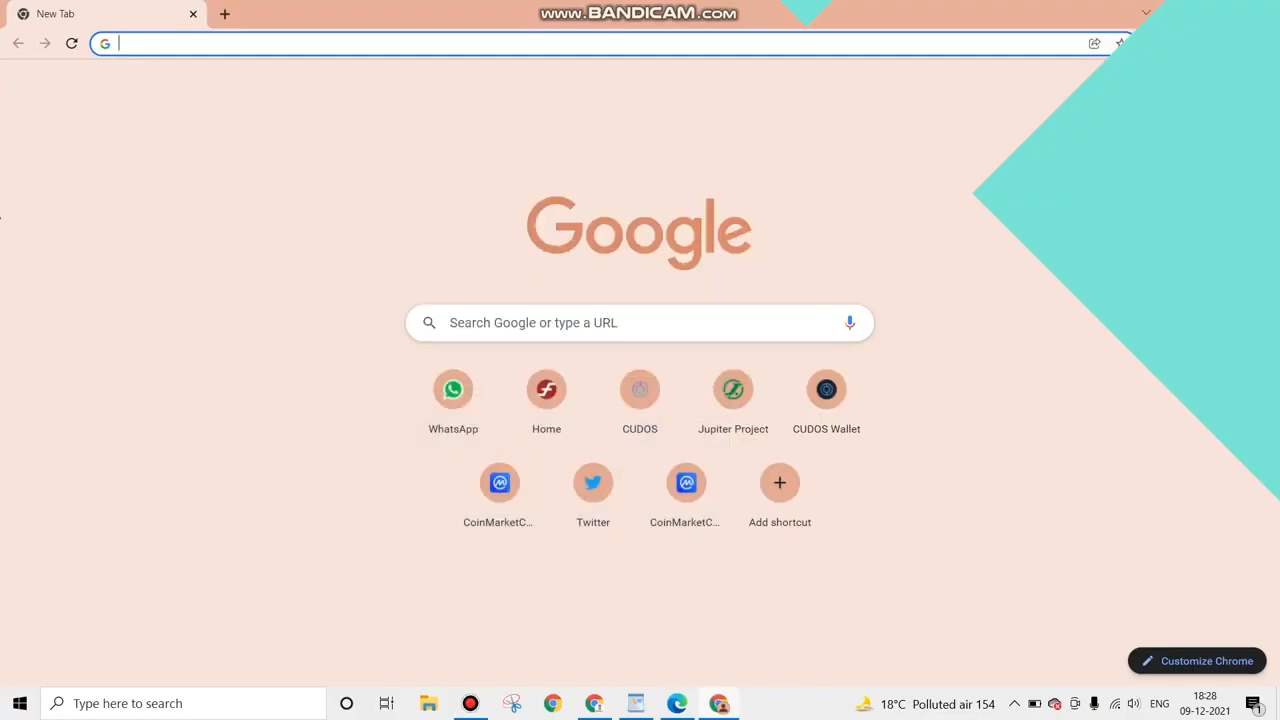 New Tab
www.BANDICAM.com
Google
Search Google or type a URL
WhatsApp
Home
CUDOS
Jupiter Project
CUDOS Wallet
CoinMarketC...
Twitter
CoinMarketC...
Add shortcut
Customize Chrome
Type here to search
18°C Polluted air 154
ENG
18:28
09-12-2021
1